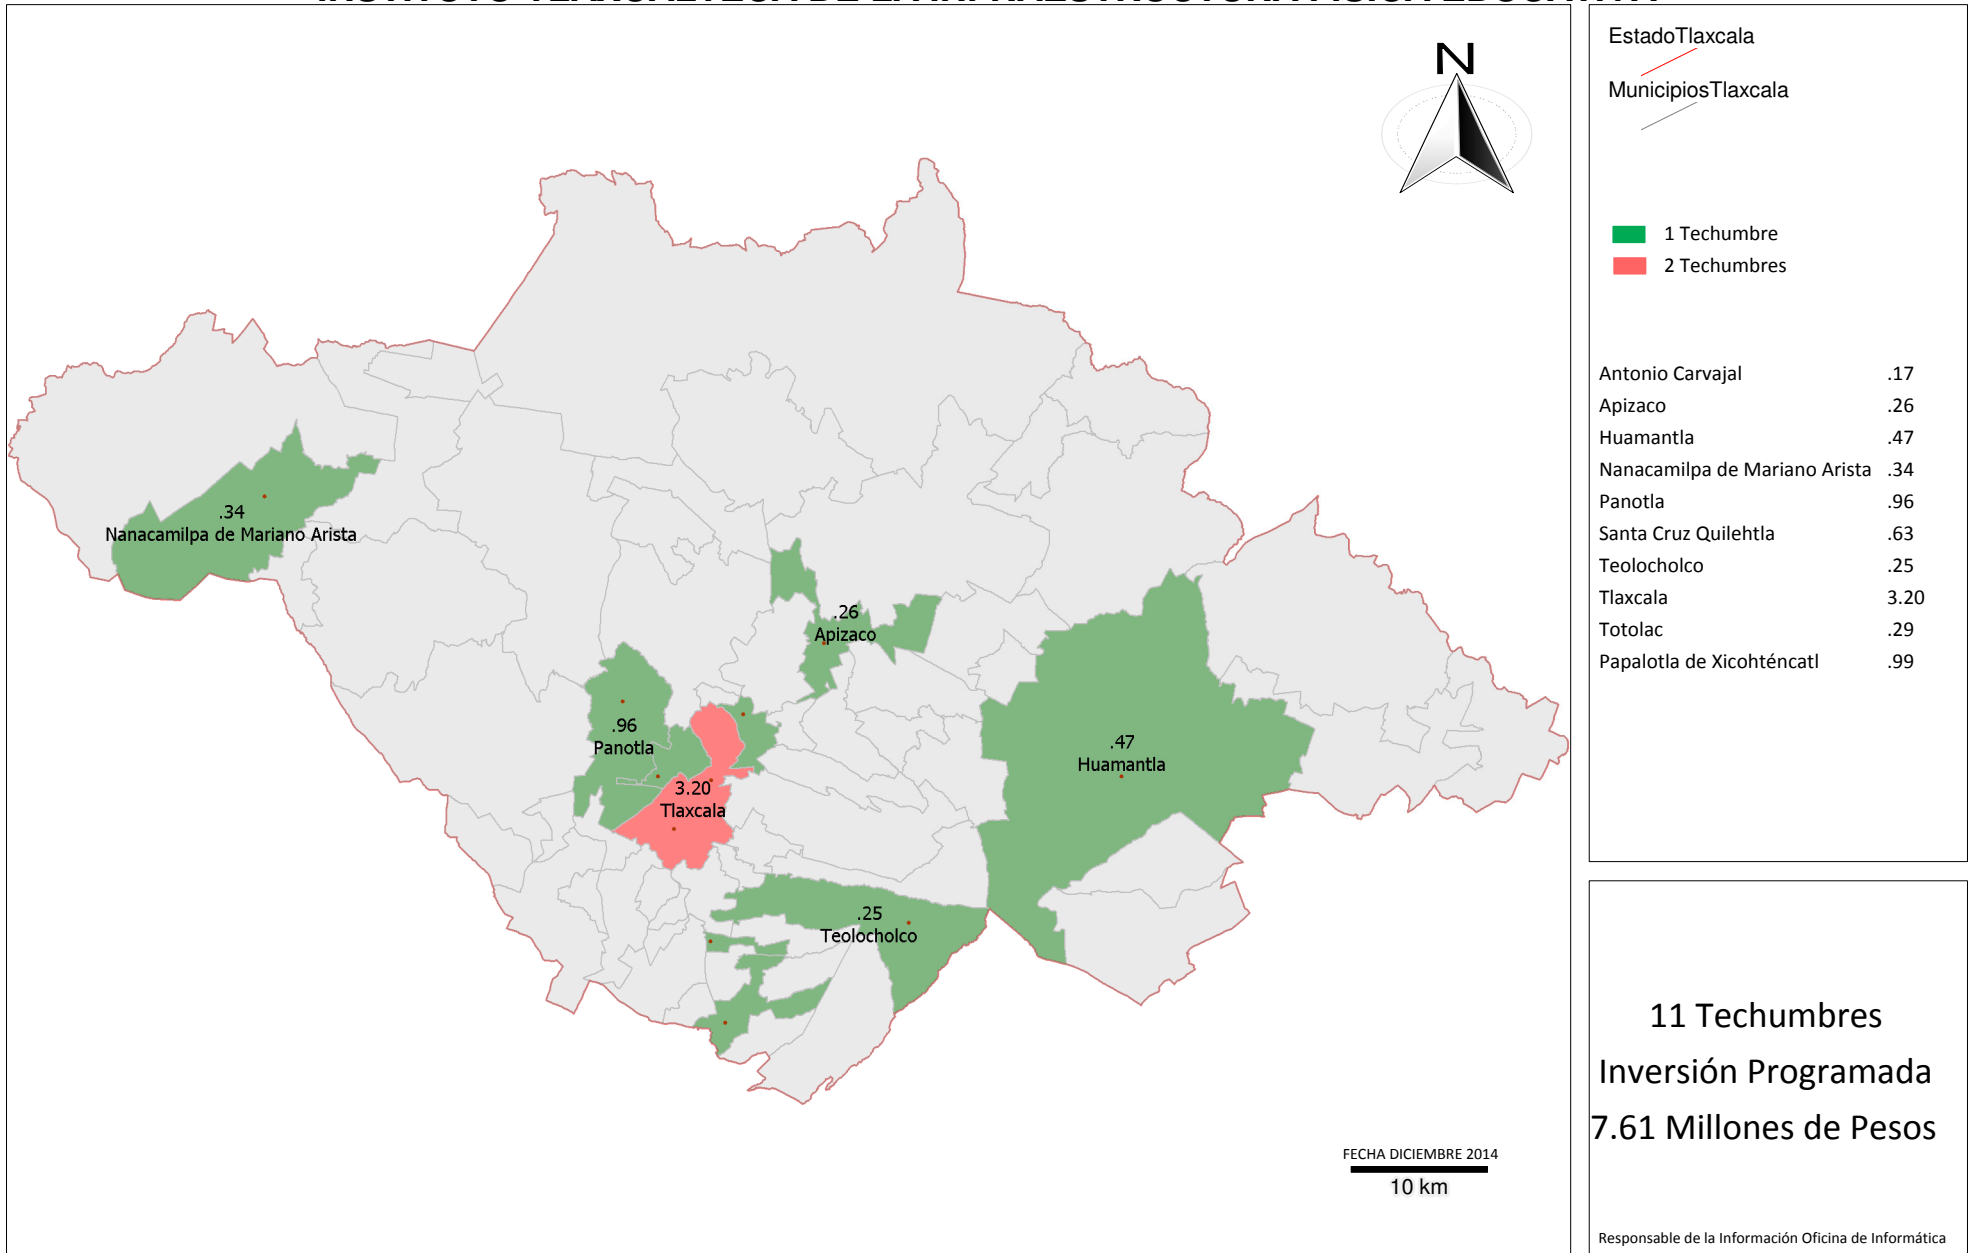 N
.34
Nanacamilpa de Mariano Arista
.26
Apizaco
.96
Panotla
3.20
Tlaxcala
.47
Huamantla
.25
Teolocholco
FECHA DICIEMBRE 2014
10 km
EstadoTlaxcala
MunicipiosTlaxcala
1 Techumbre
2 Techumbres
Antonio Carvajal .17
Apizaco .26
Huamantla .47
Nanacamilpa de Mariano Arista .34
Panotla .96
Santa Cruz Quilehtla .63
Teolocholco .25
Tlaxcala 3.20
Totolac .29
Papalotla de Xicohténcatl .99
11 Techumbres
Inversión Programada
7.61 Millones de Pesos
Responsable de la Información Oficina de Informática